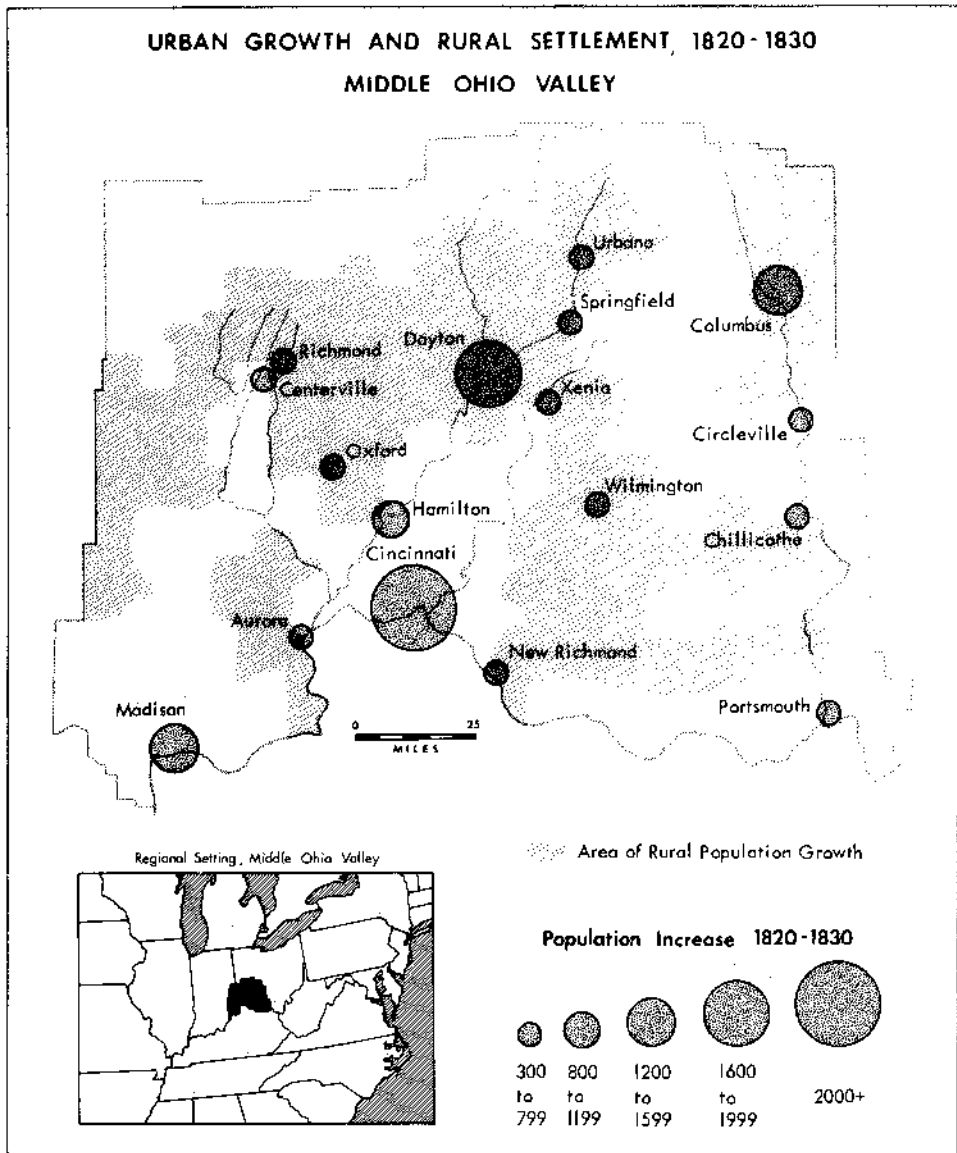 URBAN GROWTH AND RURAL SETTLEMENT, 1820-1830
MIDDLE OHIO VALLEY
Urbana
Springfield
Columbus
Dayton
Richmond
Centerville
Xenia
Circleville
Oxford
Wilmington
Hamilton
Chillicothe
Cincinnati
Aurora
New Richmond
Madison
Portsmouth
0 25
MILES
Regional Setting, Middle Ohio Valley
Area of Rural Population Growth
Population Increase 1820-1830
300 800 1200 1600
to to to to 2000+
799 1199 1599 1999